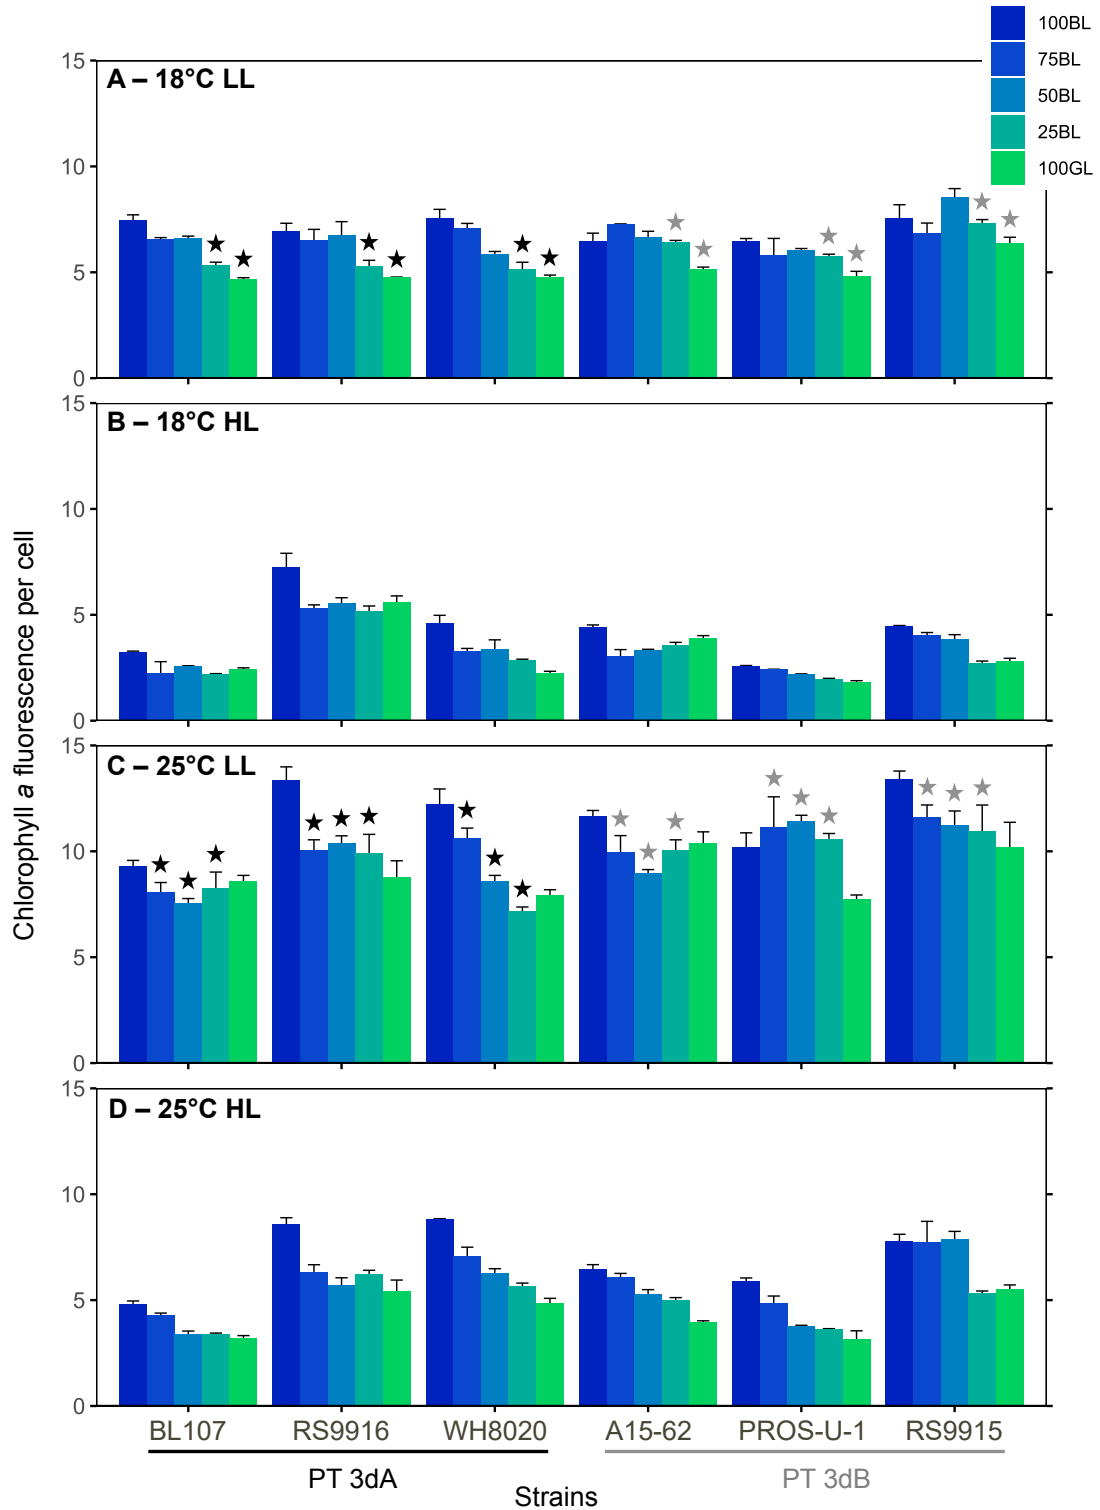 100BL
75BL
50BL
25BL
100GL
A – 18°C LL
15
10
5
0
B – 18°C HL
15
10
5
0
Chlorophyll a fluorescence per cell
C – 25°C LL
15
10
5
0
D – 25°C HL
15
10
5
0
BL107 RS9916 WH8020 A15-62 PROS-U-1 RS9915
PT 3dA PT 3dB
Strains